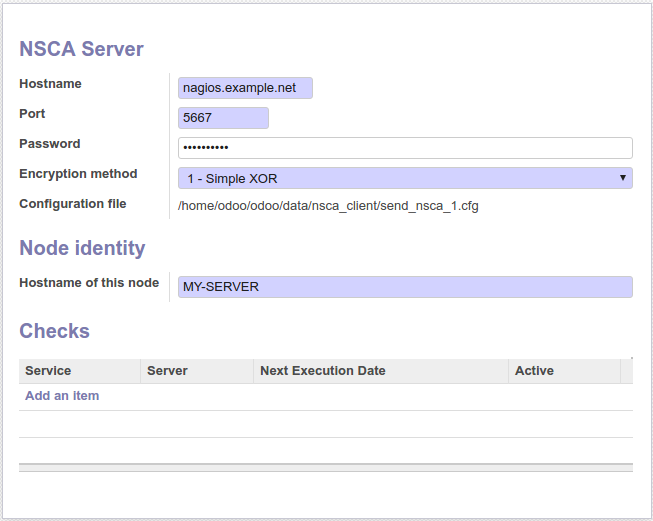 NSCA Server
Hostname nagios.example.net
Port 5667
Password ••••••••••
Encryption method 1 - Simple XOR
Configuration file /home/odoo/odoo/data/nsca_client/send_nsca_1.cfg
Node identity
Hostname of this node MY-SERVER
Checks
Service Server Next Execution Date Active
Add an item